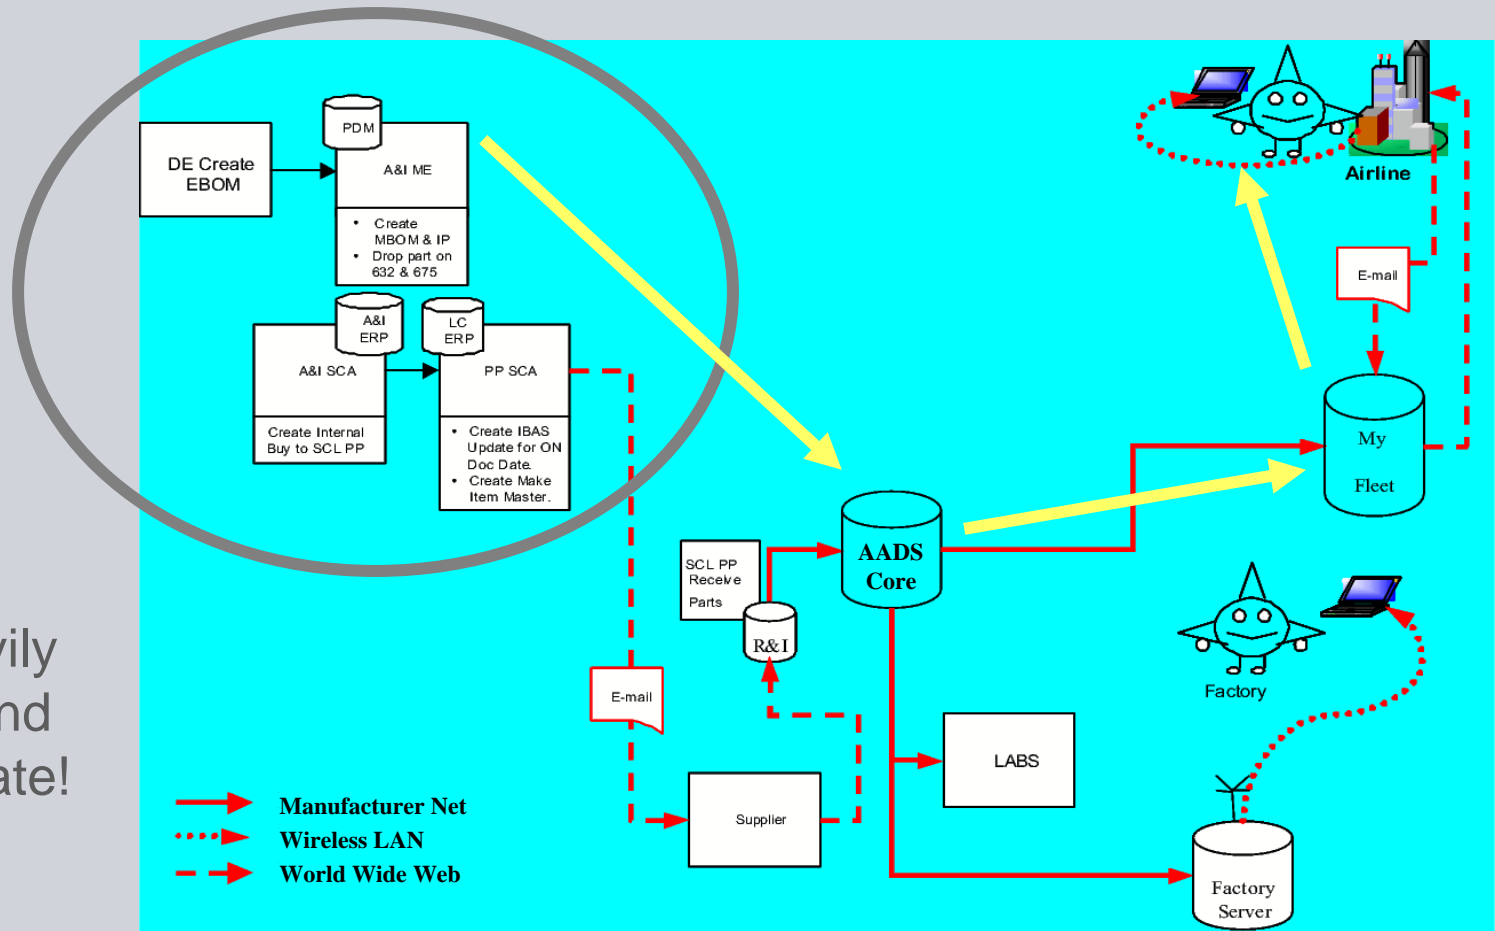 PDM
DE Create
EBOM
A&I ME
• Create
MBOM & IP
• Drop part on
632 & 675
A&I
ERP
LC
ERP
A&I SCA
PP SCA
Create Internal
Buy to SCL PP
• Create IBAS
Update for ON
Doc Date.
• Create Make
Item Master.
Airline
E-mail
My
Fleet
AADS
Core
SCL PP
Receive
Parts
R&I
Factory
E-mail
LABS
Supplier
Factory
Server
vily
nd
ate!
Manufacturer Net
Wireless LAN
World Wide Web